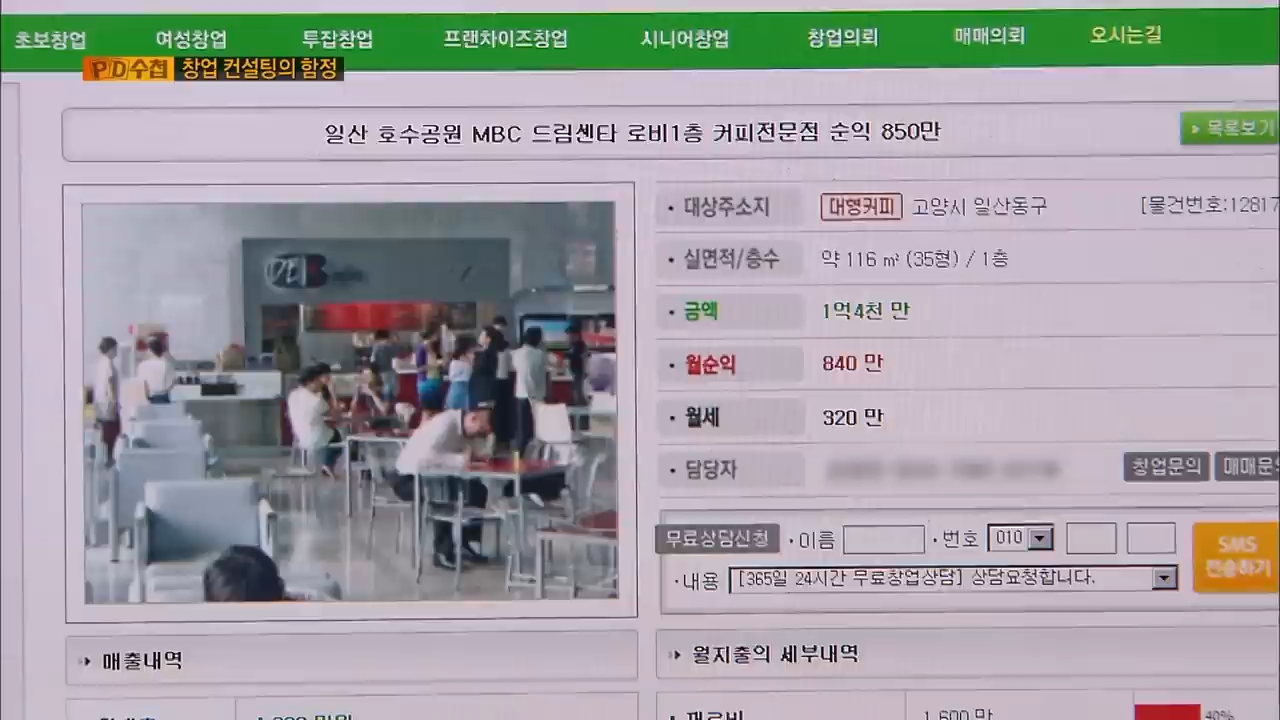 초보창업 여성창업 투잡창업 프랜차이즈창업 시니어창업 창업의뢰 매매의뢰 오시는길
PD수첩 창업 컨설팅의 함정
일산 호수공원 MBC 드림쎈타 로비1층 커피전문점 순익 850만
목록보기
· 대상주소지 대형커피 고양시 일산동구 [물건번호:12817
· 실면적/층수 약 116 ㎡ (35형) / 1층
· 금액 1억4천 만
· 월순익 840 만
· 월세 320 만
· 담당자 창업문의 매매문의
무료상담신청 ·이름 ·번호 010
SMS
전송하기
·내용 [365일 24시간 무료창업상담] 상담요청합니다.
매출내역
월지출의 세부내역
· 재료비 1,600 만 40%